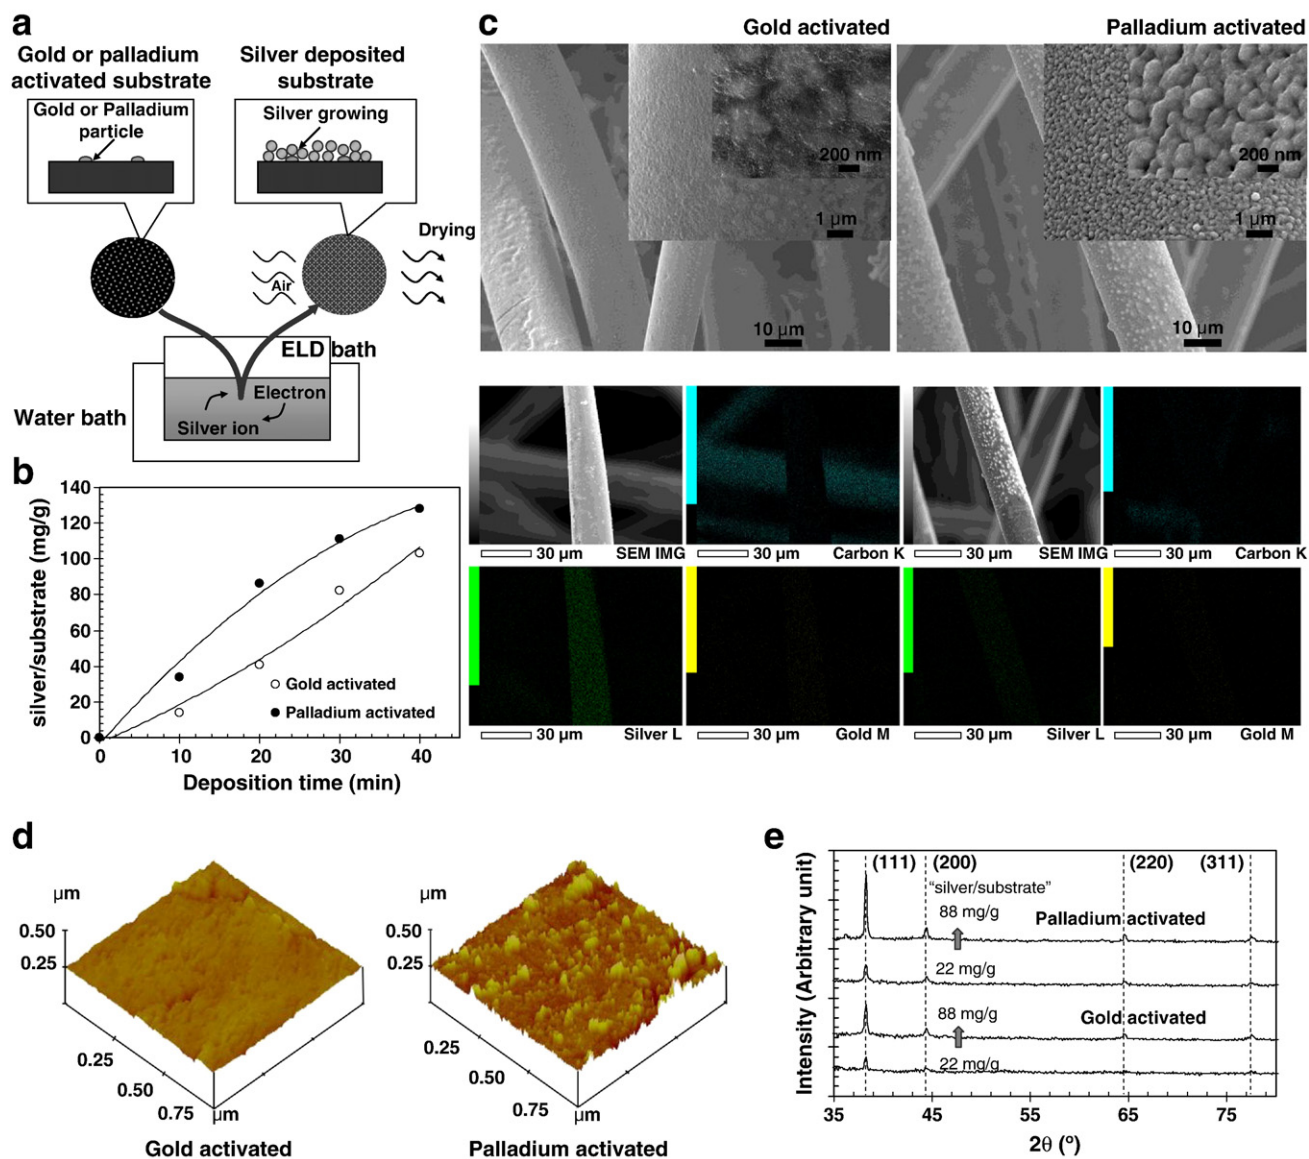 a
Gold or palladium
activated substrate
Silver deposited
substrate
Gold or Palladium
particle
Silver growing
Drying
Air
ELD bath
Water bath
Electron
Silver ion
b
silver/substrate (mg/g)
140
120
100
80
60
40
20
0
Gold activated
Palladium activated
0 10 20 30 40
Deposition time (min)
c
Gold activated
Palladium activated
200 nm
1 µm
10 µm
200 nm
1 µm
10 µm
30 µm SEM IMG
30 µm Carbon K
30 µm SEM IMG
30 µm Carbon K
30 µm Silver L
30 µm Gold M
30 µm Silver L
30 µm Gold M
d
µm
0.50
0.25
0.25
0.50
0.75
µm
Gold activated
µm
0.50
0.25
0.25
0.50
0.75
µm
Palladium activated
e
Intensity (Arbitrary unit)
(111) (200) (220) (311)
"silver/substrate"
88 mg/g
Palladium activated
22 mg/g
88 mg/g
Gold activated
22 mg/g
35 45 55 65 75
2θ (º)